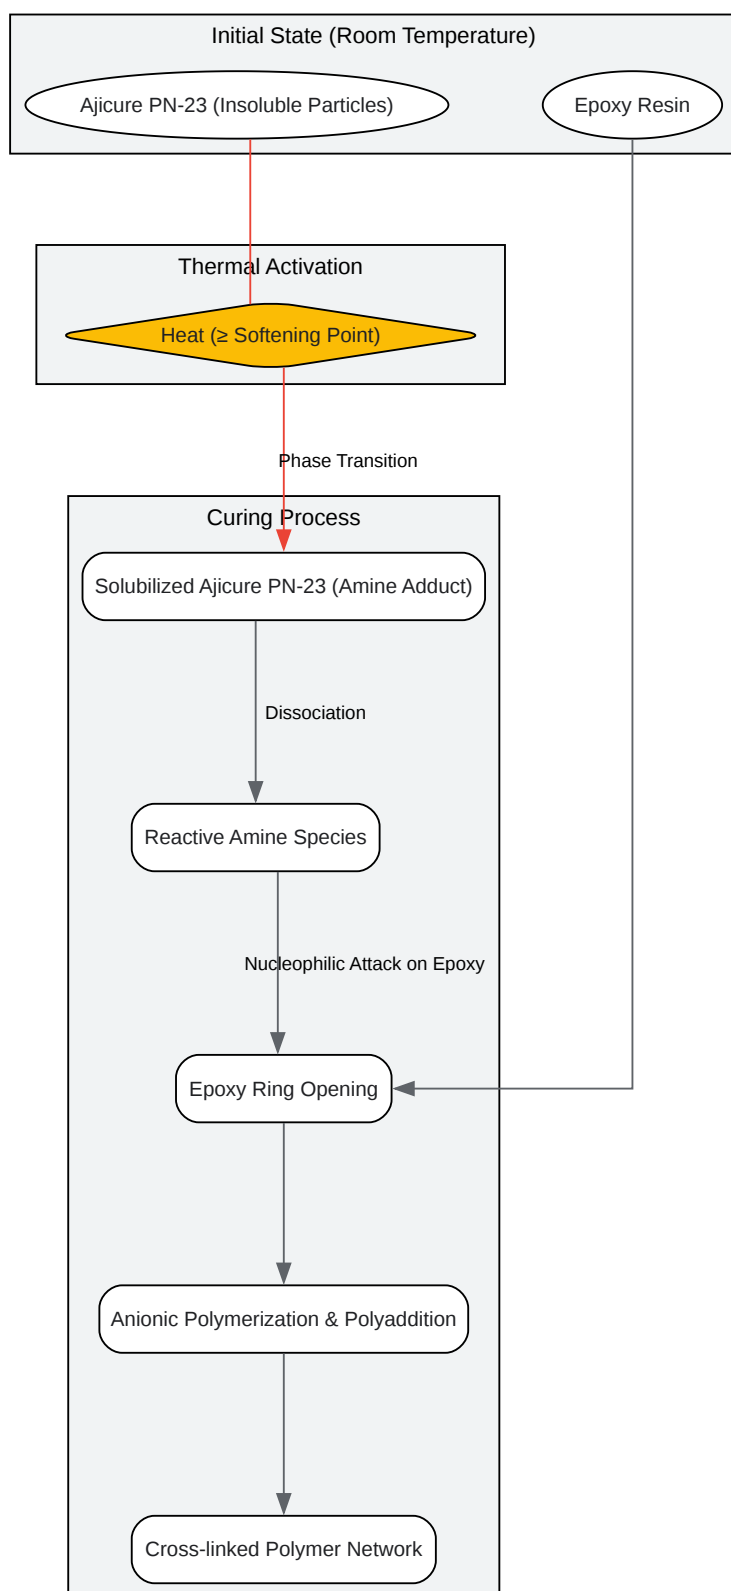 Initial State (Room Temperature)
Ajicure PN-23 (Insoluble Particles)
Epoxy Resin
Thermal Activation
Heat (≥ Softening Point)
Phase Transition
Curing Process
Solubilized Ajicure PN-23 (Amine Adduct)
Dissociation
Reactive Amine Species
Nucleophilic Attack on Epoxy
Epoxy Ring Opening
Anionic Polymerization & Polyaddition
Cross-linked Polymer Network